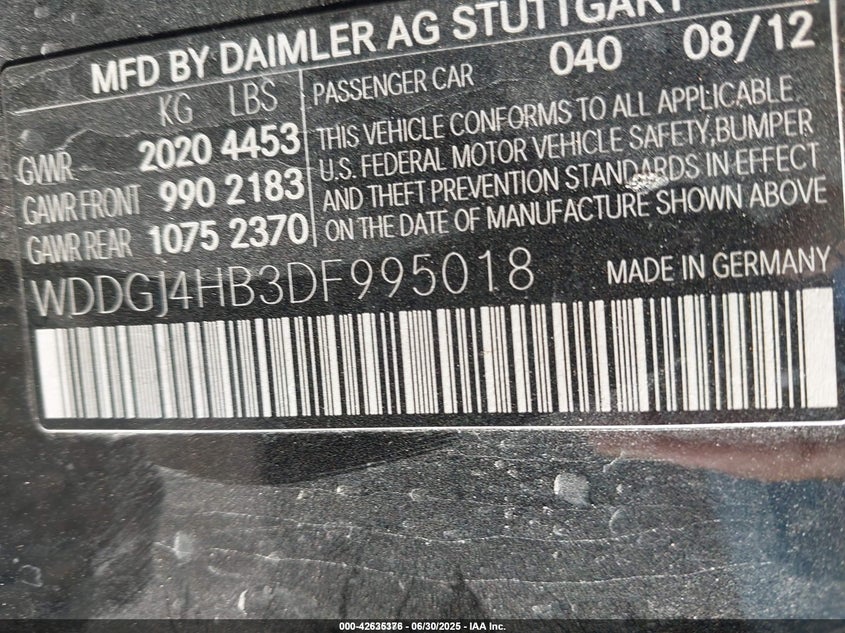 MFD BY DAIMLER AG STUTTGART
KG LBS
GVWR 2020 4453
GAWR FRONT 990 2183
GAWR REAR 1075 2370
PASSENGER CAR 040 08/12
THIS VEHICLE CONFORMS TO ALL APPLICABLE
U.S. FEDERAL MOTOR VEHICLE SAFETY,BUMPER
AND THEFT PREVENTION STANDARDS IN EFFECT
ON THE DATE OF MANUFACTURE SHOWN ABOVE
WDDGJ4HB3DF995018 MADE IN GERMANY
000-42636376 - 06/30/2025 - IAA Inc.